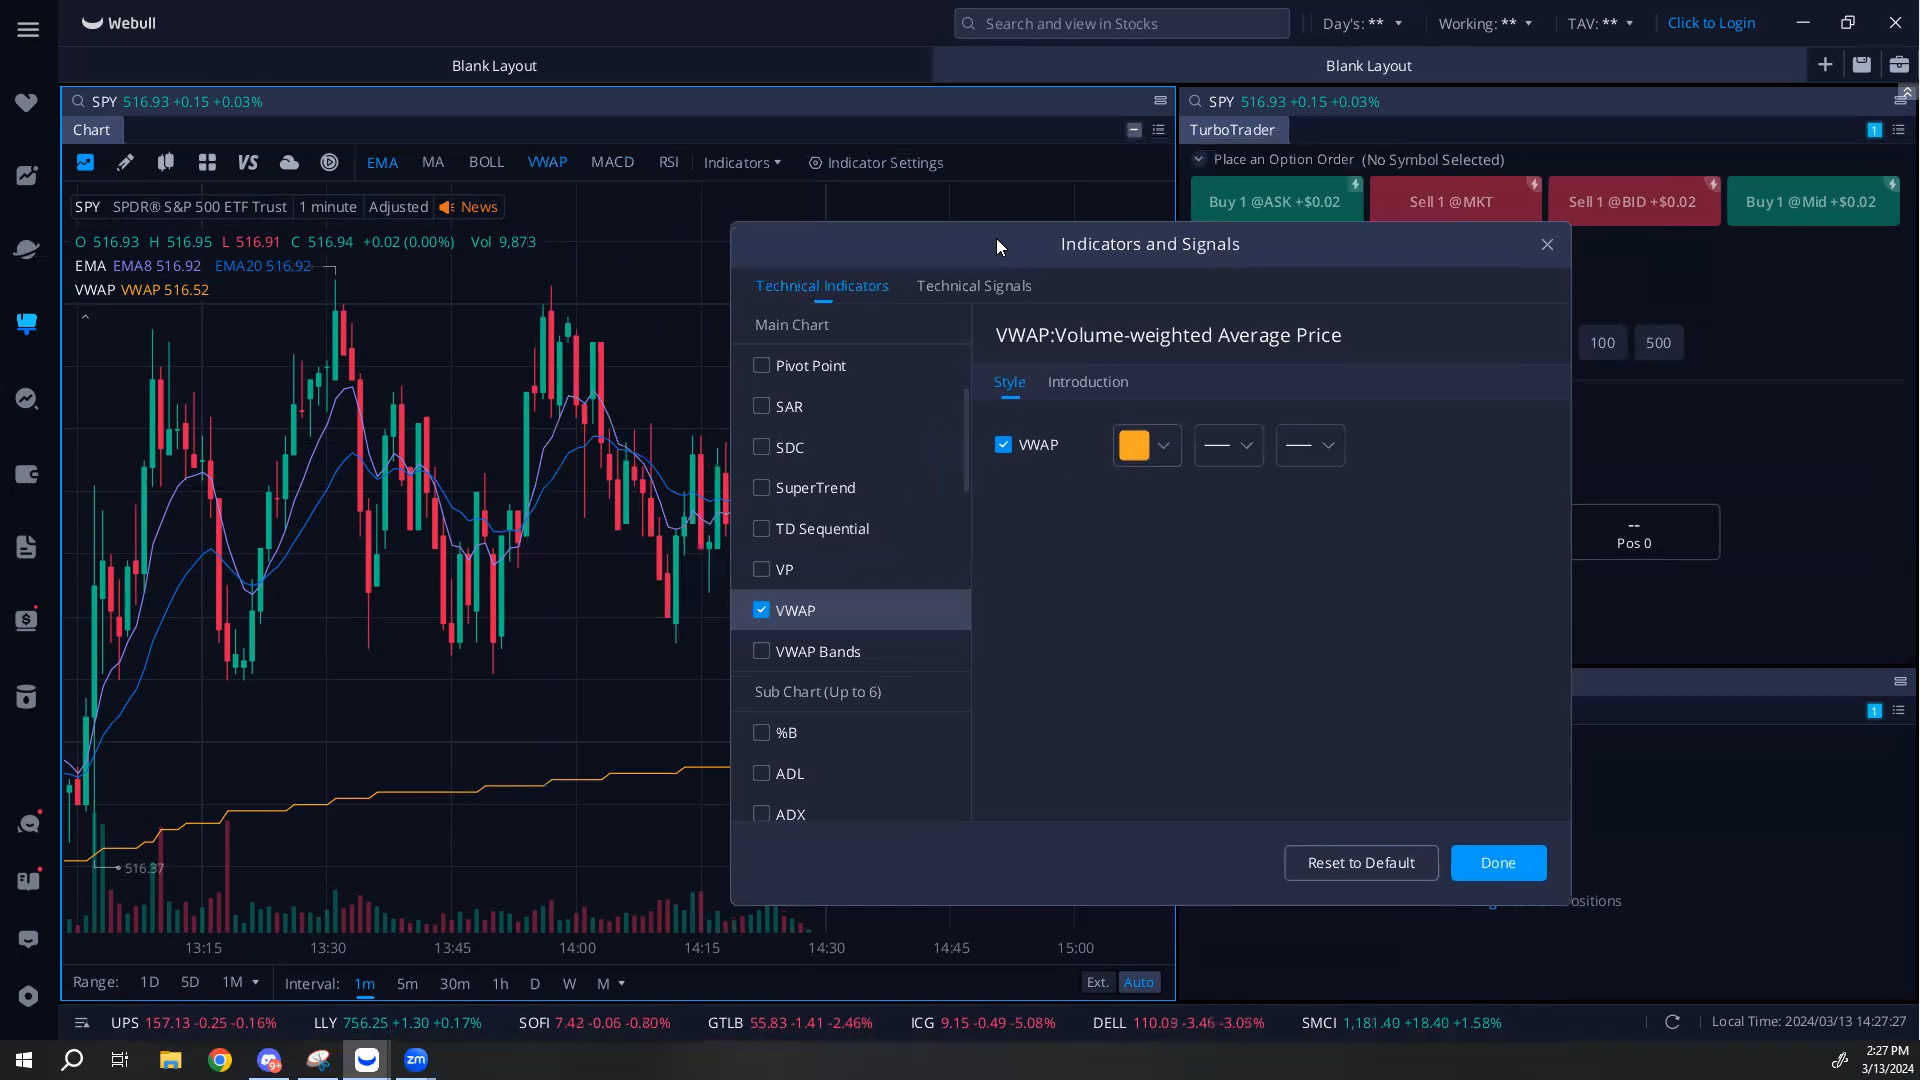 Webull
Search and view in Stocks
Day's: **
Working: **
TAV: **
Click to Login
Blank Layout
Blank Layout
SPY 516.93 +0.15 +0.03%
SPY 516.93 +0.15 +0.03%
Chart
TurboTrader
1
VS
EMA MA BOLL VWAP MACD RSI Indicators Indicator Settings
Place an Option Order (No Symbol Selected)
Buy 1 @ASK +$0.02
Sell 1 @MKT
Sell 1 @BID +$0.02
Buy 1 @Mid +$0.02
SPY SPDR® S&P 500 ETF Trust 1 minute Adjusted News
O 516.93 H 516.95 L 516.91 C 516.94 +0.02 (0.00%) Vol 9,873
EMA EMA8 516.92 EMA20 516.92
VWAP VWAP 516.52
Indicators and Signals
Technical Indicators
Technical Signals
Main Chart
Pivot Point
SAR
SDC
SuperTrend
TD Sequential
VP
VWAP
VWAP Bands
Sub Chart (Up to 6)
%B
ADL
ADX
VWAP:Volume-weighted Average Price
Style
Introduction
VWAP
Reset to Default
Done
100
500
--
Pos 0
1
516.37
13:15
13:30
13:45
14:00
14:15
14:30
14:45
15:00
Range: 1D 5D 1M
Interval: 1m 5m 30m 1h D W M
Ext. Auto
UPS 157.13 -0.25 -0.16%
LLY 756.25 +1.30 +0.17%
SOFI 7.42 -0.06 -0.80%
GTLB 55.83 -1.41 -2.46%
ICG 9.15 -0.49 -5.08%
DELL 110.09 -3.46 -3.05%
SMCI 1,181.40 +18.40 +1.58%
Local Time: 2024/03/13 14:27:27
9+
zm
2:27 PM
3/13/2024